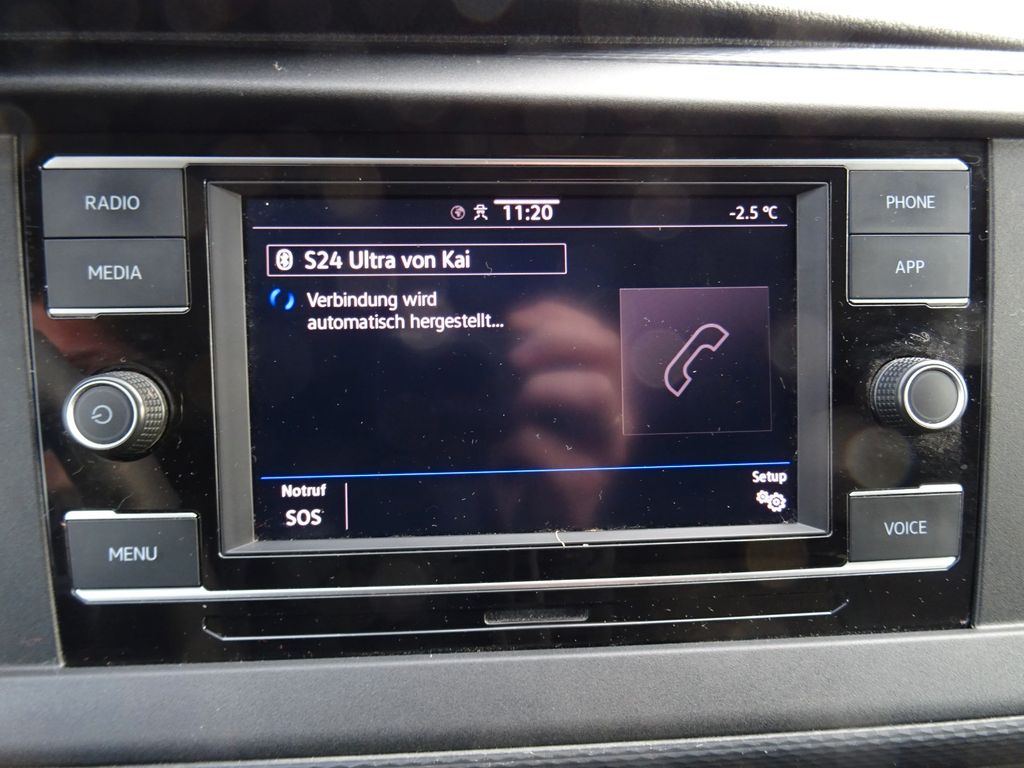 RADIO
MEDIA
MENU
11:20
-2.5 °C
S24 Ultra von Kai
Verbindung wird
automatisch hergestellt...
Notruf
SOS
Setup
PHONE
APP
VOICE